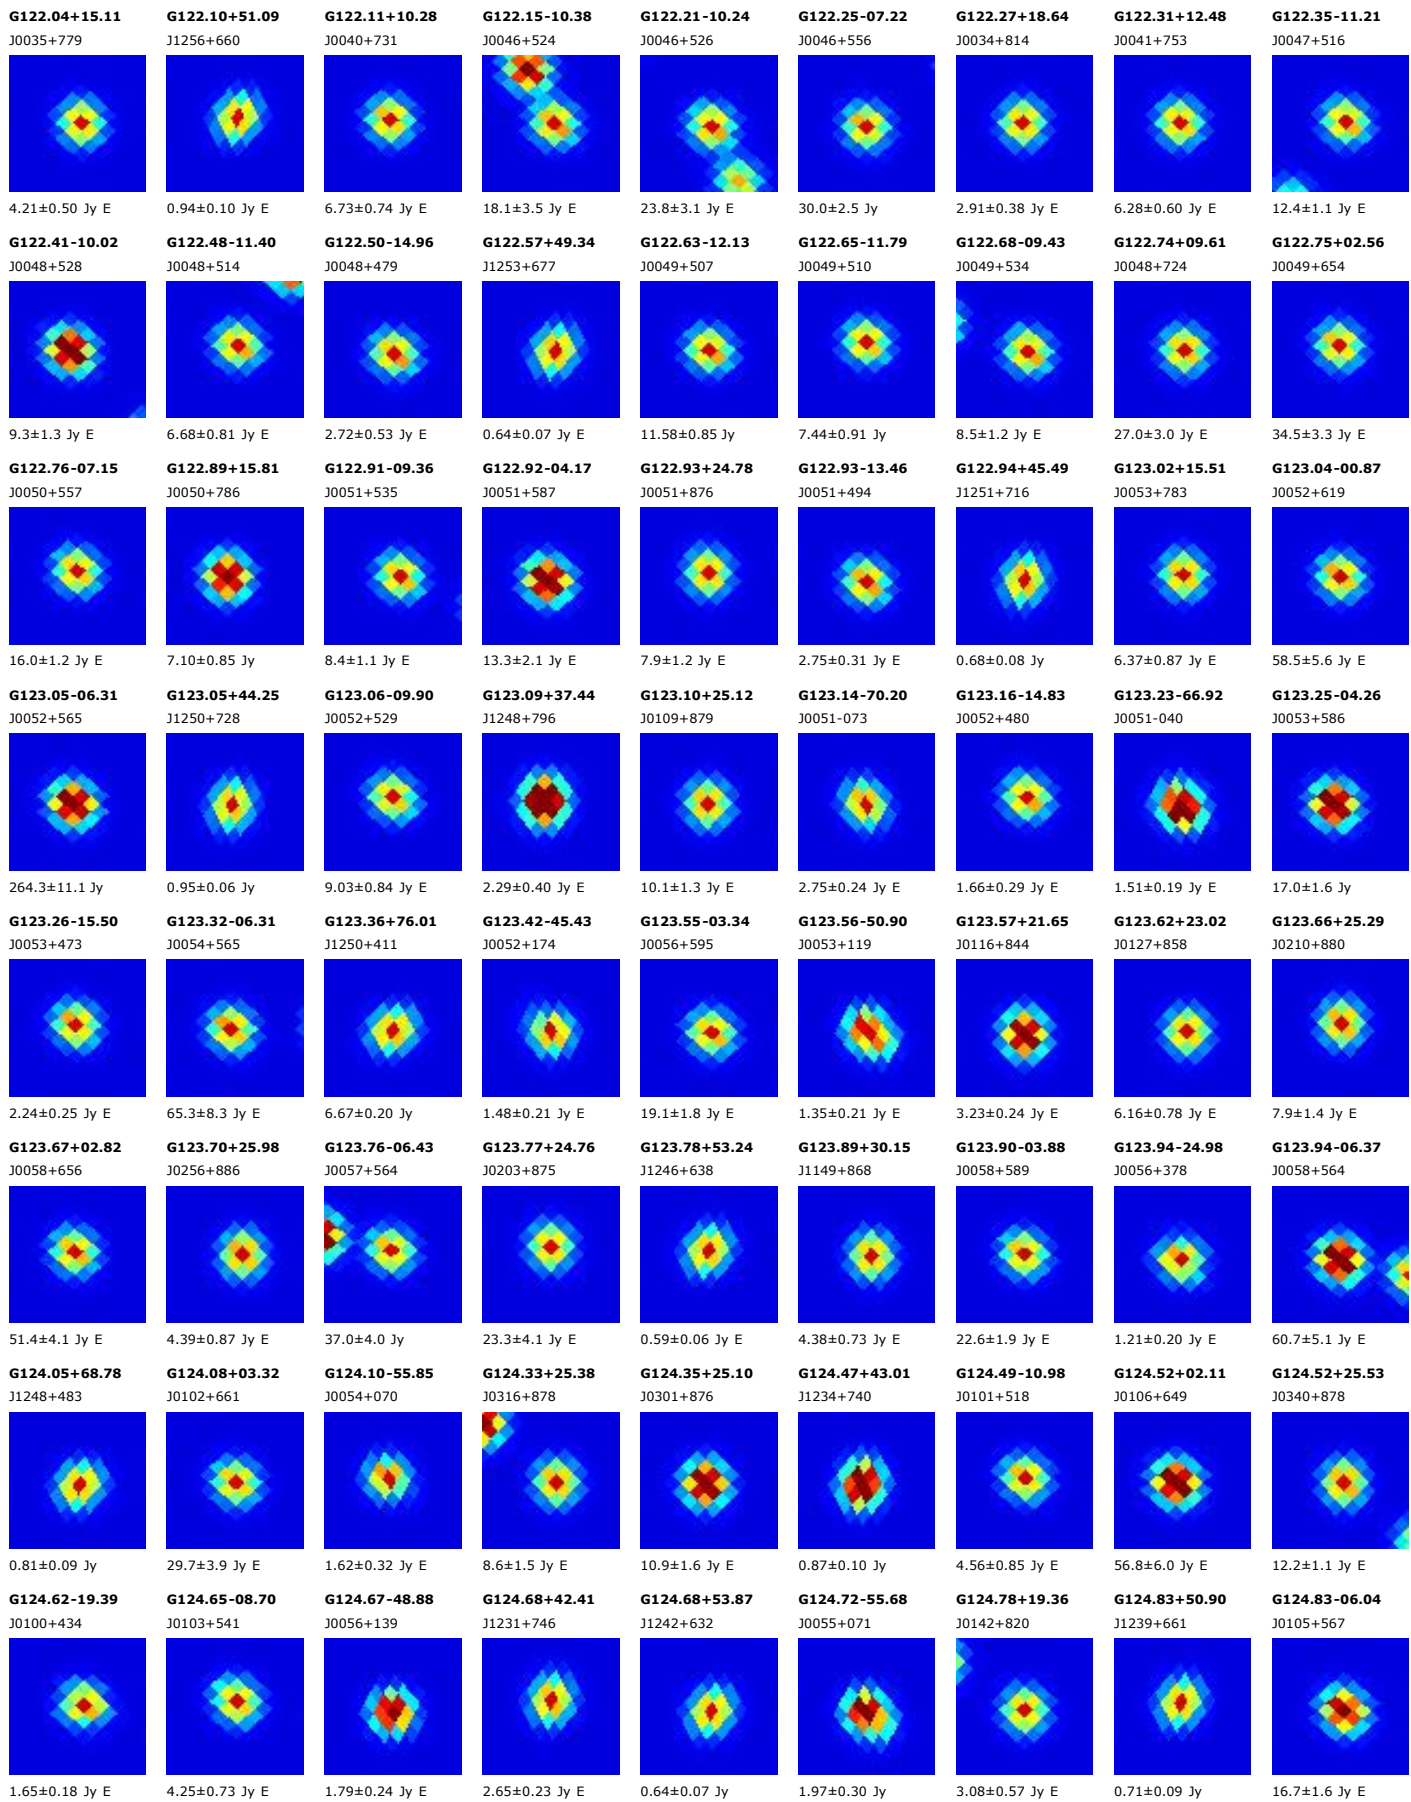 G122.04+15.11 G122.10+51.09 G122.11+10.28 G122.15-10.38 G122.21-10.24 G122.25-07.22 G122.27+18.64 G122.31+12.48 G122.35-11.21
J0035+779 J1256+660 J0040+731 J0046+524 J0046+526 J0046+556 J0034+814 J0041+753 J0047+516
4.21±0.50 Jy E 0.94±0.10 Jy E 6.73±0.74 Jy E 18.1±3.5 Jy E 23.8±3.1 Jy E 30.0±2.5 Jy 2.91±0.38 Jy E 6.28±0.60 Jy E 12.4±1.1 Jy E
G122.41-10.02 G122.48-11.40 G122.50-14.96 G122.57+49.34 G122.63-12.13 G122.65-11.79 G122.68-09.43 G122.74+09.61 G122.75+02.56
J0048+528 J0048+514 J0048+479 J1253+677 J0049+507 J0049+510 J0049+534 J0048+724 J0049+654
9.3±1.3 Jy E 6.68±0.81 Jy E 2.72±0.53 Jy E 0.64±0.07 Jy E 11.58±0.85 Jy 7.44±0.91 Jy 8.5±1.2 Jy E 27.0±3.0 Jy E 34.5±3.3 Jy E
G122.76-07.15 G122.89+15.81 G122.91-09.36 G122.92-04.17 G122.93+24.78 G122.93-13.46 G122.94+45.49 G123.02+15.51 G123.04-00.87
J0050+557 J0050+786 J0051+535 J0051+587 J0051+876 J0051+494 J1251+716 J0053+783 J0052+619
16.0±1.2 Jy E 7.10±0.85 Jy 8.4±1.1 Jy E 13.3±2.1 Jy E 7.9±1.2 Jy E 2.75±0.31 Jy E 0.68±0.08 Jy 6.37±0.87 Jy E 58.5±5.6 Jy E
G123.05-06.31 G123.05+44.25 G123.06-09.90 G123.09+37.44 G123.10+25.12 G123.14-70.20 G123.16-14.83 G123.23-66.92 G123.25-04.26
J0052+565 J1250+728 J0052+529 J1248+796 J0109+879 J0051-073 J0052+480 J0051-040 J0053+586
264.3±11.1 Jy 0.95±0.06 Jy 9.03±0.84 Jy E 2.29±0.40 Jy E 10.1±1.3 Jy E 2.75±0.24 Jy E 1.66±0.29 Jy E 1.51±0.19 Jy E 17.0±1.6 Jy
G123.26-15.50 G123.32-06.31 G123.36+76.01 G123.42-45.43 G123.55-03.34 G123.56-50.90 G123.57+21.65 G123.62+23.02 G123.66+25.29
J0053+473 J0054+565 J1250+411 J0052+174 J0056+595 J0053+119 J0116+844 J0127+858 J0210+880
2.24±0.25 Jy E 65.3±8.3 Jy E 6.67±0.20 Jy 1.48±0.21 Jy E 19.1±1.8 Jy E 1.35±0.21 Jy E 3.23±0.24 Jy E 6.16±0.78 Jy E 7.9±1.4 Jy E
G123.67+02.82 G123.70+25.98 G123.76-06.43 G123.77+24.76 G123.78+53.24 G123.89+30.15 G123.90-03.88 G123.94-24.98 G123.94-06.37
J0058+656 J0256+886 J0057+564 J0203+875 J1246+638 J1149+868 J0058+589 J0056+378 J0058+564
51.4±4.1 Jy E 4.39±0.87 Jy E 37.0±4.0 Jy 23.3±4.1 Jy E 0.59±0.06 Jy E 4.38±0.73 Jy E 22.6±1.9 Jy E 1.21±0.20 Jy E 60.7±5.1 Jy E
G124.05+68.78 G124.08+03.32 G124.10-55.85 G124.33+25.38 G124.35+25.10 G124.47+43.01 G124.49-10.98 G124.52+02.11 G124.52+25.53
J1248+483 J0102+661 J0054+070 J0316+878 J0301+876 J1234+740 J0101+518 J0106+649 J0340+878
0.81±0.09 Jy 29.7±3.9 Jy E 1.62±0.32 Jy E 8.6±1.5 Jy E 10.9±1.6 Jy E 0.87±0.10 Jy 4.56±0.85 Jy E 56.8±6.0 Jy E 12.2±1.1 Jy E
G124.62-19.39 G124.65-08.70 G124.67-48.88 G124.68+42.41 G124.68+53.87 G124.72-55.68 G124.78+19.36 G124.83+50.90 G124.83-06.04
J0100+434 J0103+541 J0056+139 J1231+746 J1242+632 J0055+071 J0142+820 J1239+661 J0105+567
1.65±0.18 Jy E 4.25±0.73 Jy E 1.79±0.24 Jy E 2.65±0.23 Jy E 0.64±0.07 Jy 1.97±0.30 Jy 3.08±0.57 Jy E 0.71±0.09 Jy 16.7±1.6 Jy E